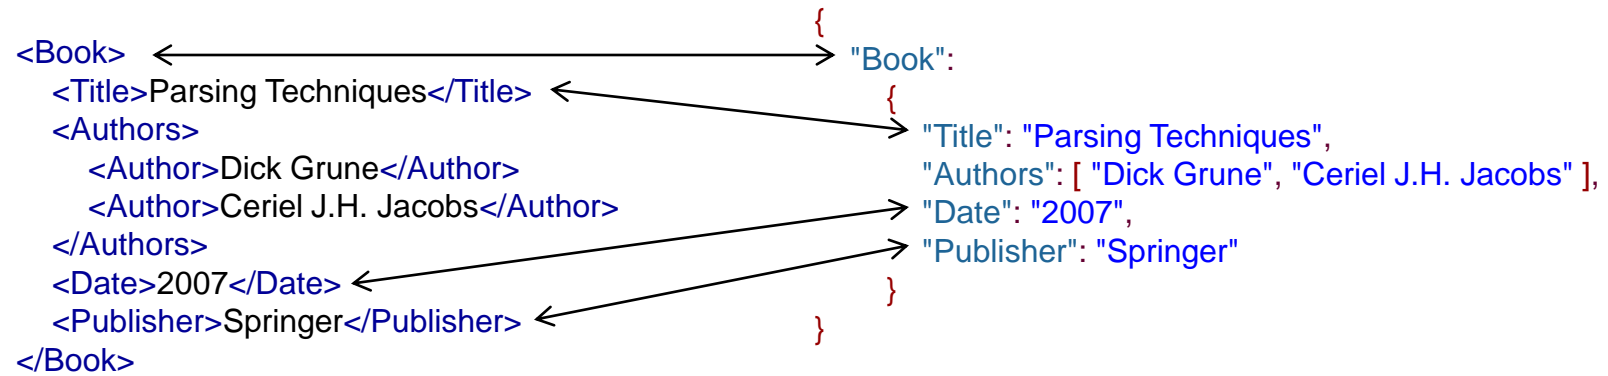 <Book>
<Title>Parsing Techniques</Title>
<Authors>
<Author>Dick Grune</Author>
<Author>Ceriel J.H. Jacobs</Author>
</Authors>
<Date>2007</Date>
<Publisher>Springer</Publisher>
</Book>
{
"Book":
{
"Title": "Parsing Techniques",
"Authors": [ "Dick Grune", "Ceriel J.H. Jacobs" ],
"Date": "2007",
"Publisher": "Springer"
}
}